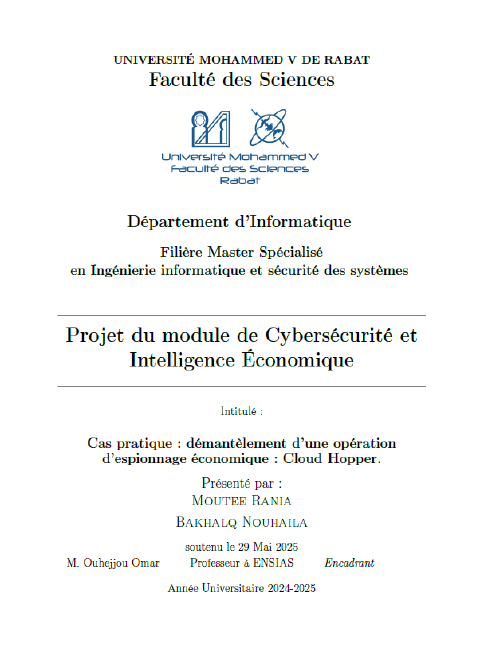 UNIVERSITÉ MOHAMMED V DE RABAT
Faculté des Sciences
Université Mohammed V
Faculté des Sciences
Rabat
Département d'Informatique
Filière Master Spécialisé
en Ingénierie informatique et sécurité des systèmes
Projet du module de Cybersécurité et
Intelligence Économique
Intitulé :
Cas pratique : démantèlement d'une opération
d'espionnage économique : Cloud Hopper.
Présenté par :
MOUTEE RANIA
BAKHALQ NOUHAILA
soutenu le 29 Mai 2025
M. Ouhejjou Omar Professeur à ENSIAS Encadrant
Année Universitaire 2024-2025